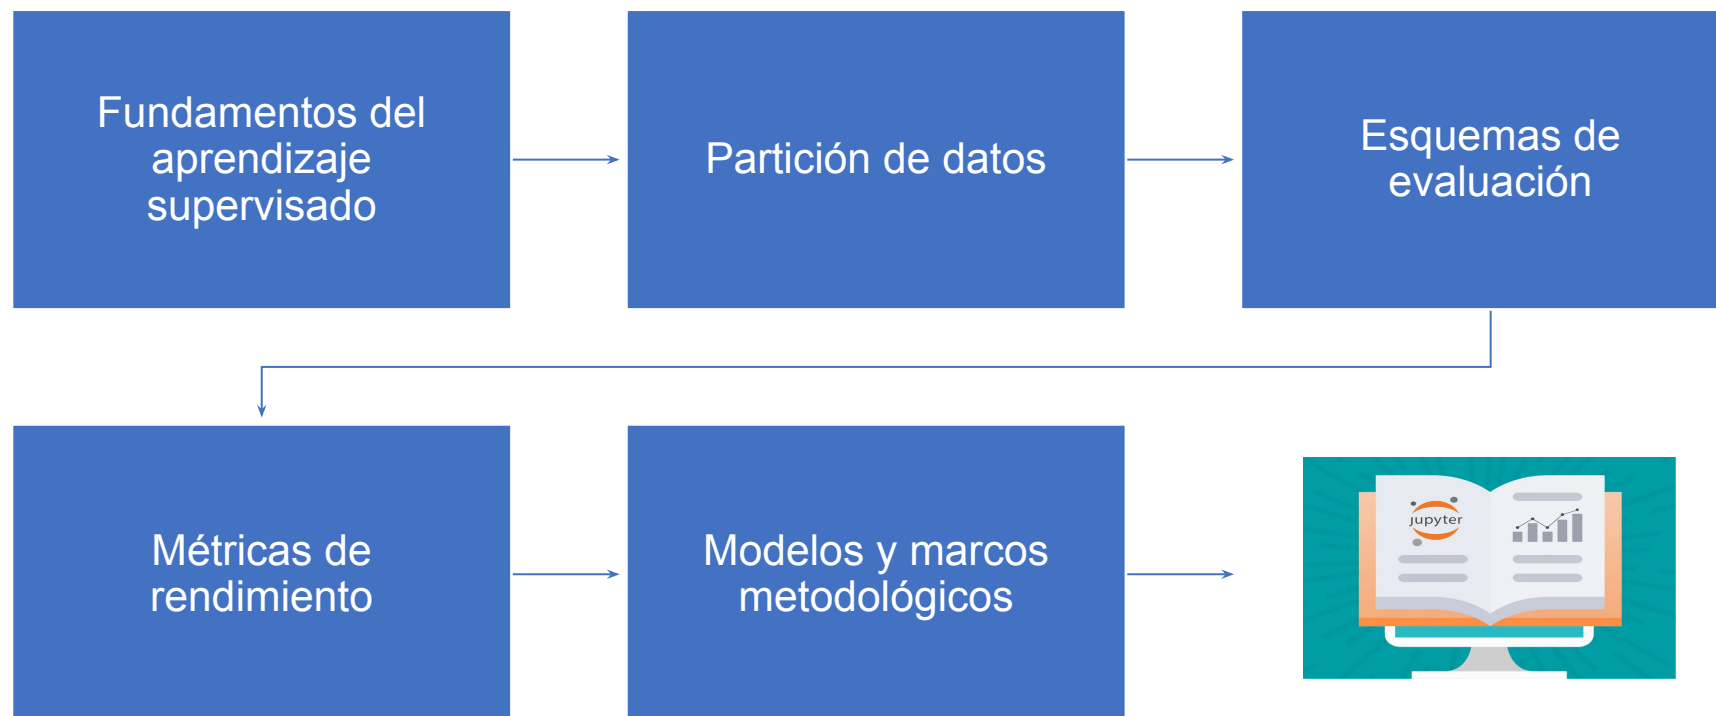 Fundamentos del
aprendizaje
supervisado
Partición de datos
Esquemas de
evaluación
Métricas de
rendimiento
Modelos y marcos
metodológicos
jupyter